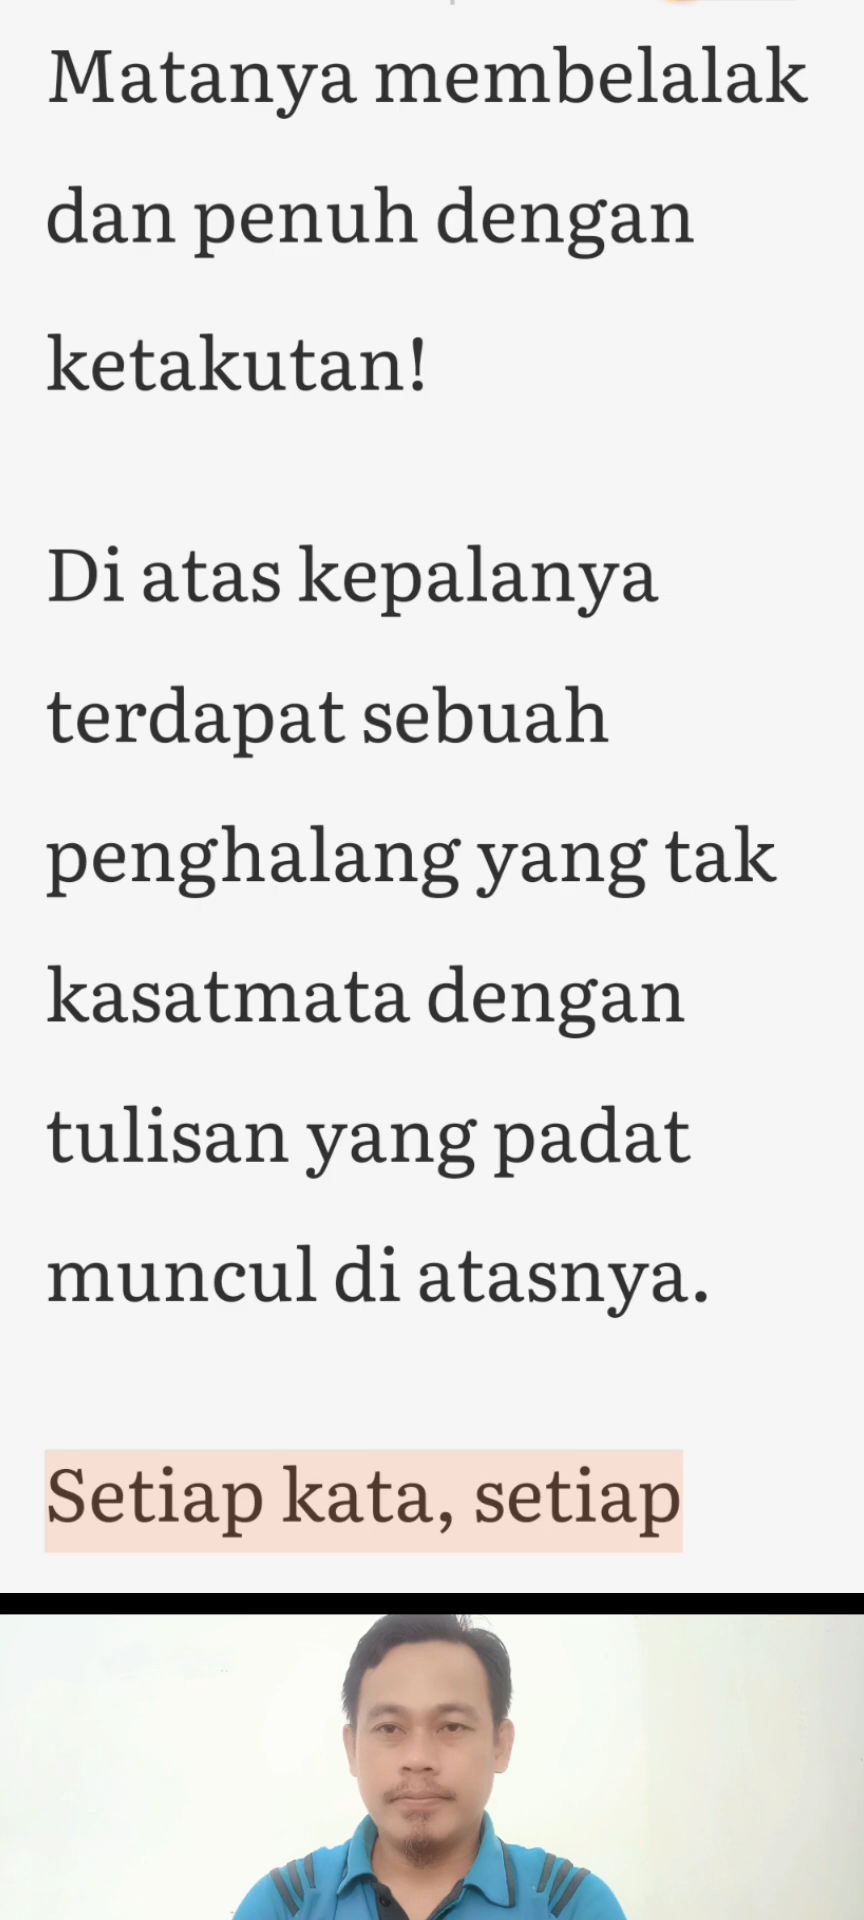 Matanya membelalak
dan penuh dengan
ketakutan!
Di atas kepalanya
terdapat sebuah
penghalang yang tak
kasatmata dengan
tulisan yang padat
muncul di atasnya.
Setiap kata, setiap